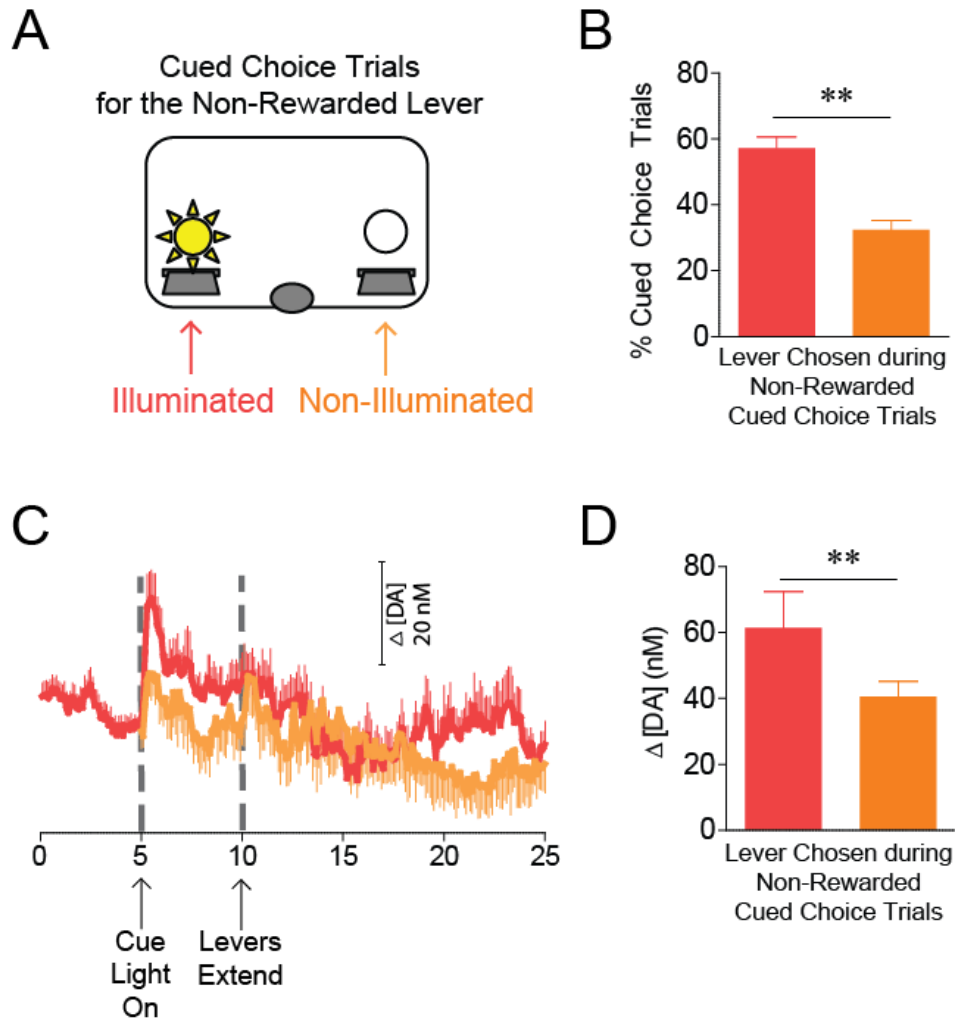 A
Cued Choice Trials
for the Non-Rewarded Lever
Illuminated
Non-Illuminated
B
% Cued Choice Trials
80
60
40
20
0
**
Lever Chosen during
Non-Rewarded
Cued Choice Trials
C
Δ [DA]
20 nM
0
5
10
15
20
25
Cue
Light
On
Levers
Extend
D
Δ [DA] (nM)
80
60
40
20
0
**
Lever Chosen during
Non-Rewarded
Cued Choice Trials